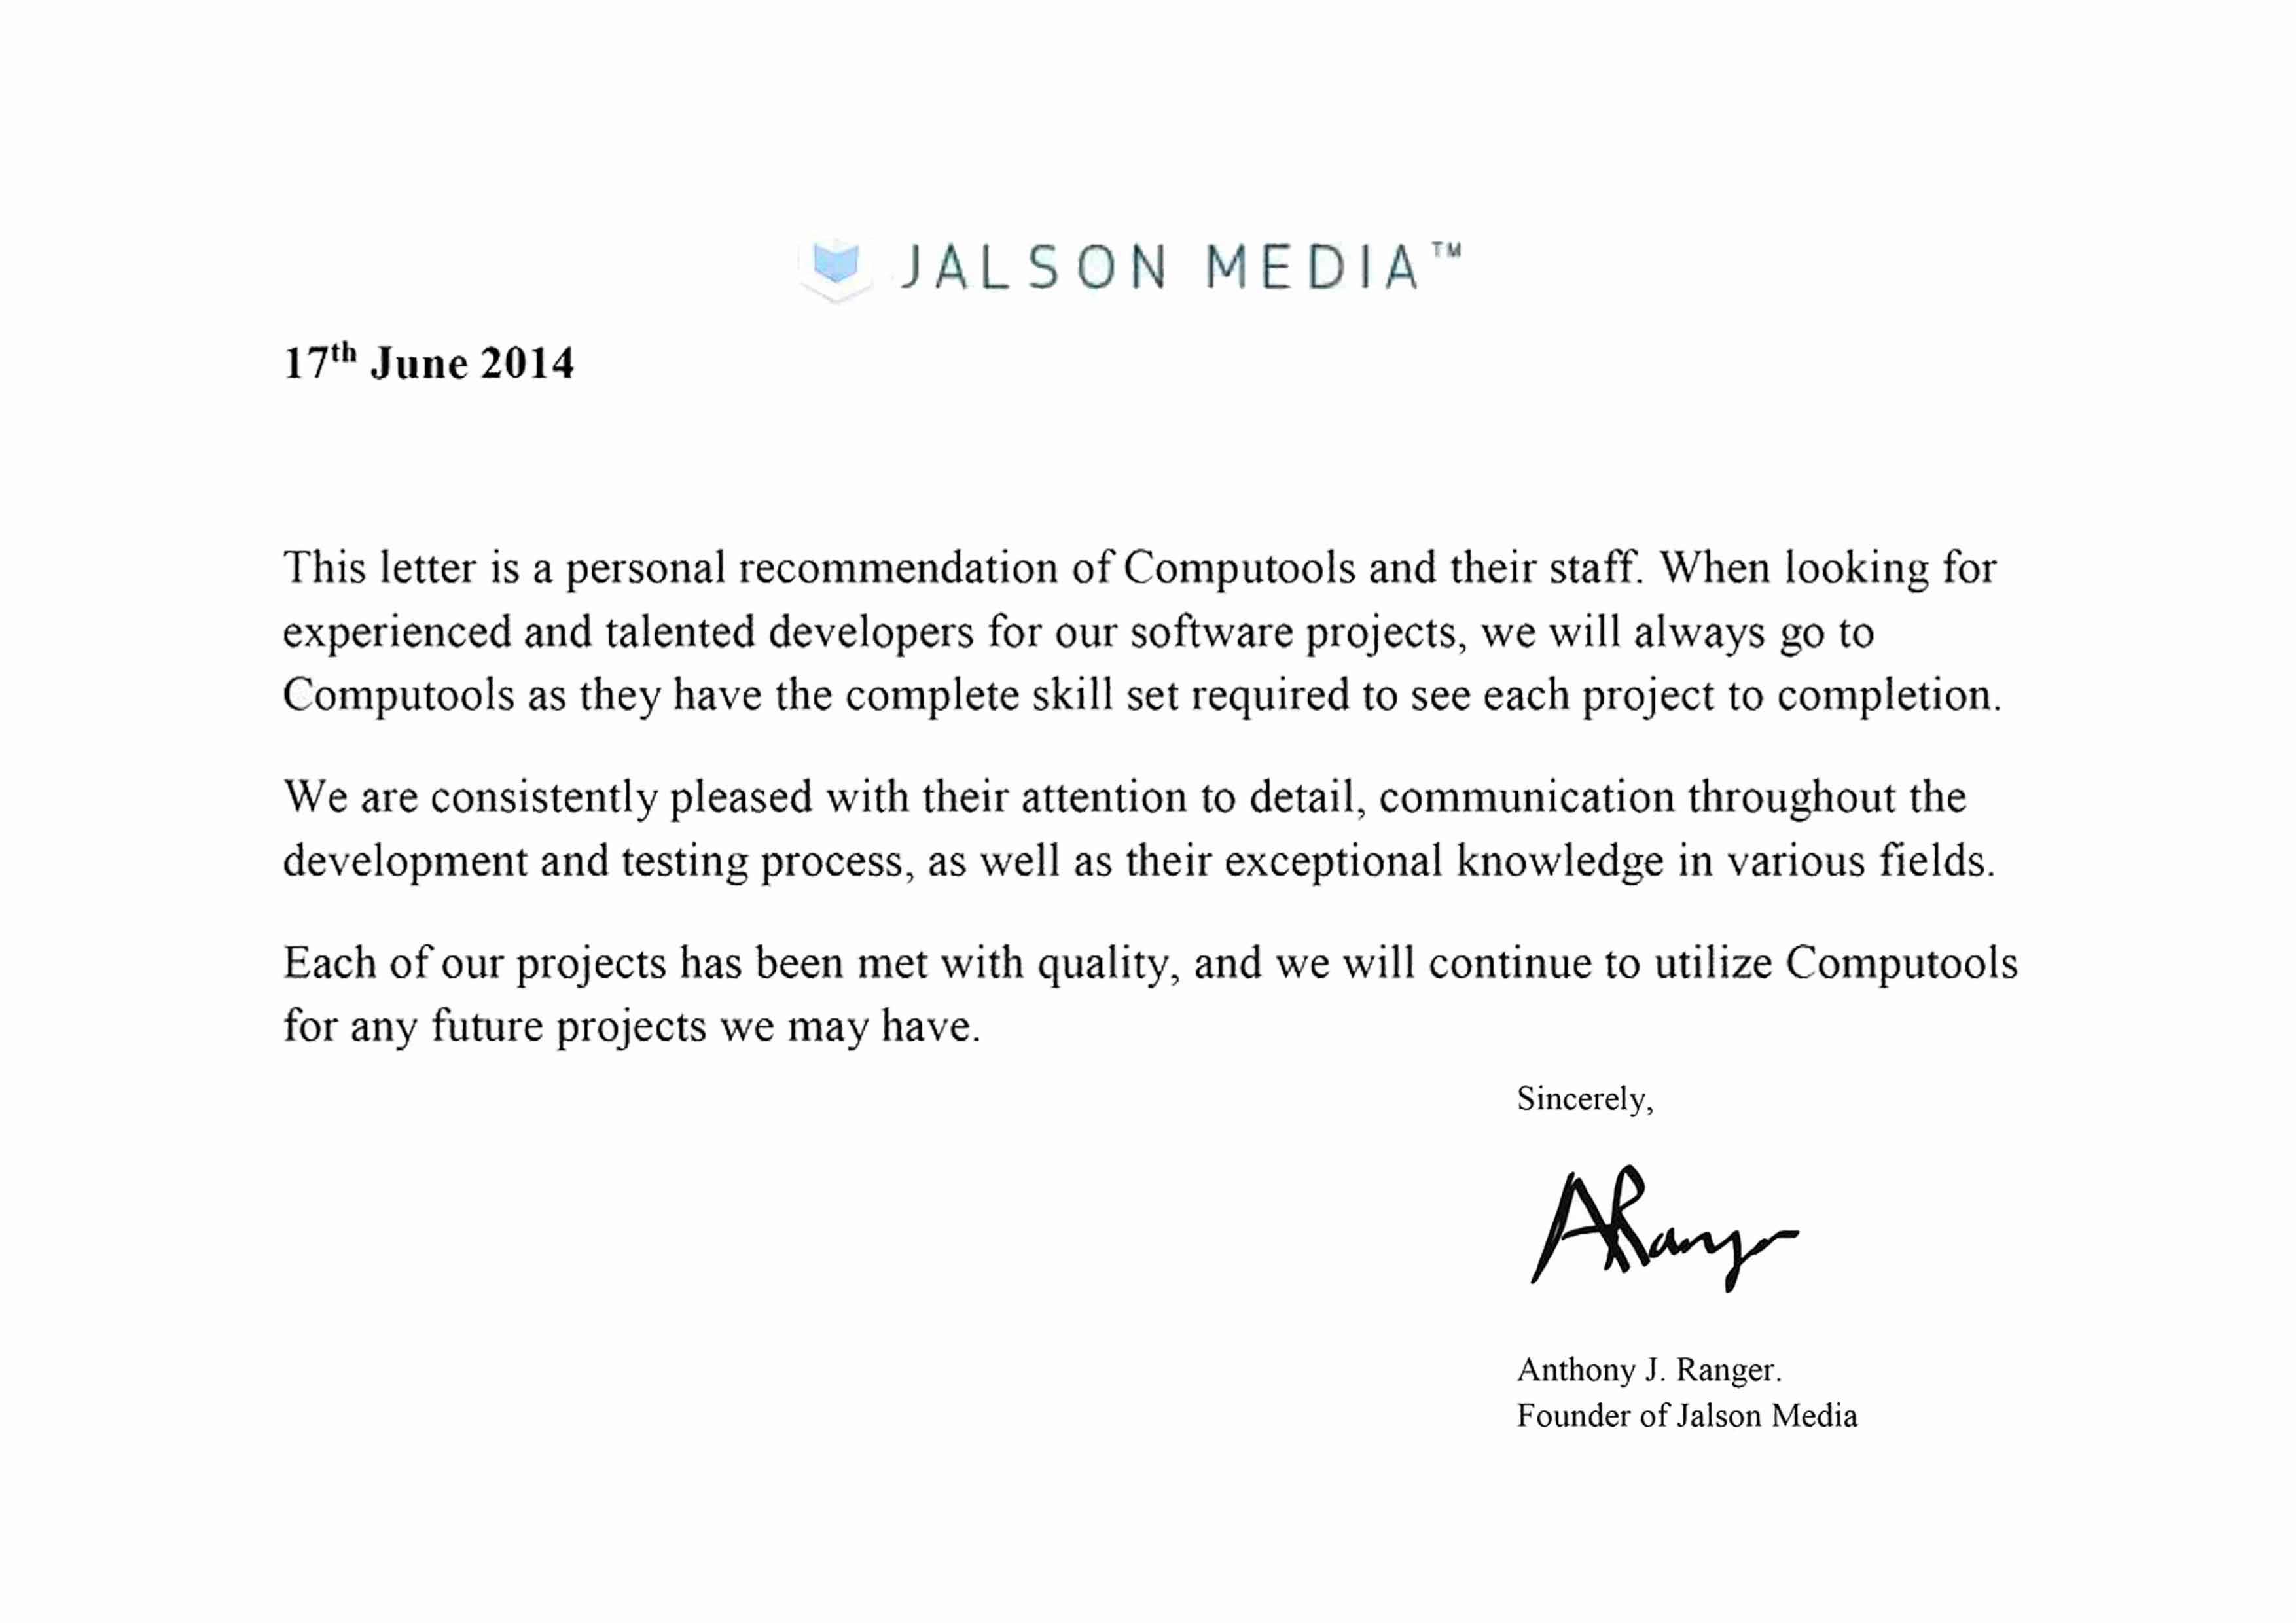 JALSON MEDIA™
17th June 2014
This letter is a personal recommendation of Computools and their staff. When looking for
experienced and talented developers for our software projects, we will always go to
Computools as they have the complete skill set required to see each project to completion.
We are consistently pleased with their attention to detail, communication throughout the
development and testing process, as well as their exceptional knowledge in various fields.
Each of our projects has been met with quality, and we will continue to utilize Computools
for any future projects we may have.
Sincerely,
ARanger
Anthony J. Ranger.
Founder of Jalson Media